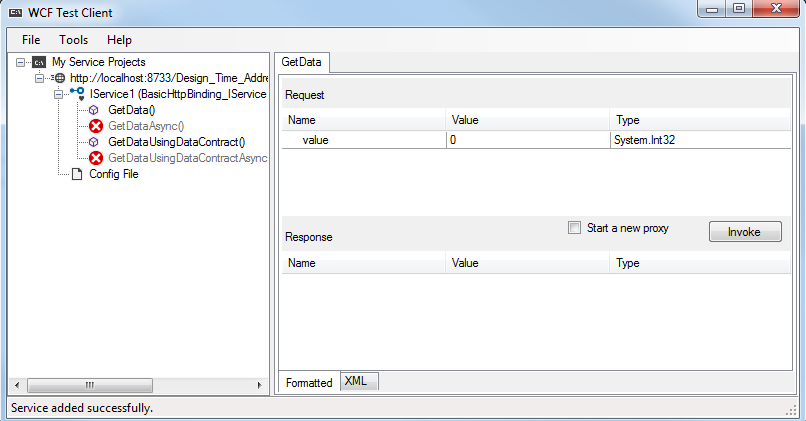 WCF Test Client
File Tools Help
My Service Projects
http://localhost:8733/Design_Time_Addre
IService1 (BasicHttpBinding_IService
GetData()
GetDataAsync()
GetDataUsingDataContract()
GetDataUsingDataContractAsync
Config File
GetData
Request
Name Value Type
value 0 System.Int32
Response
Start a new proxy
Invoke
Name Value Type
Formatted XML
Service added successfully.